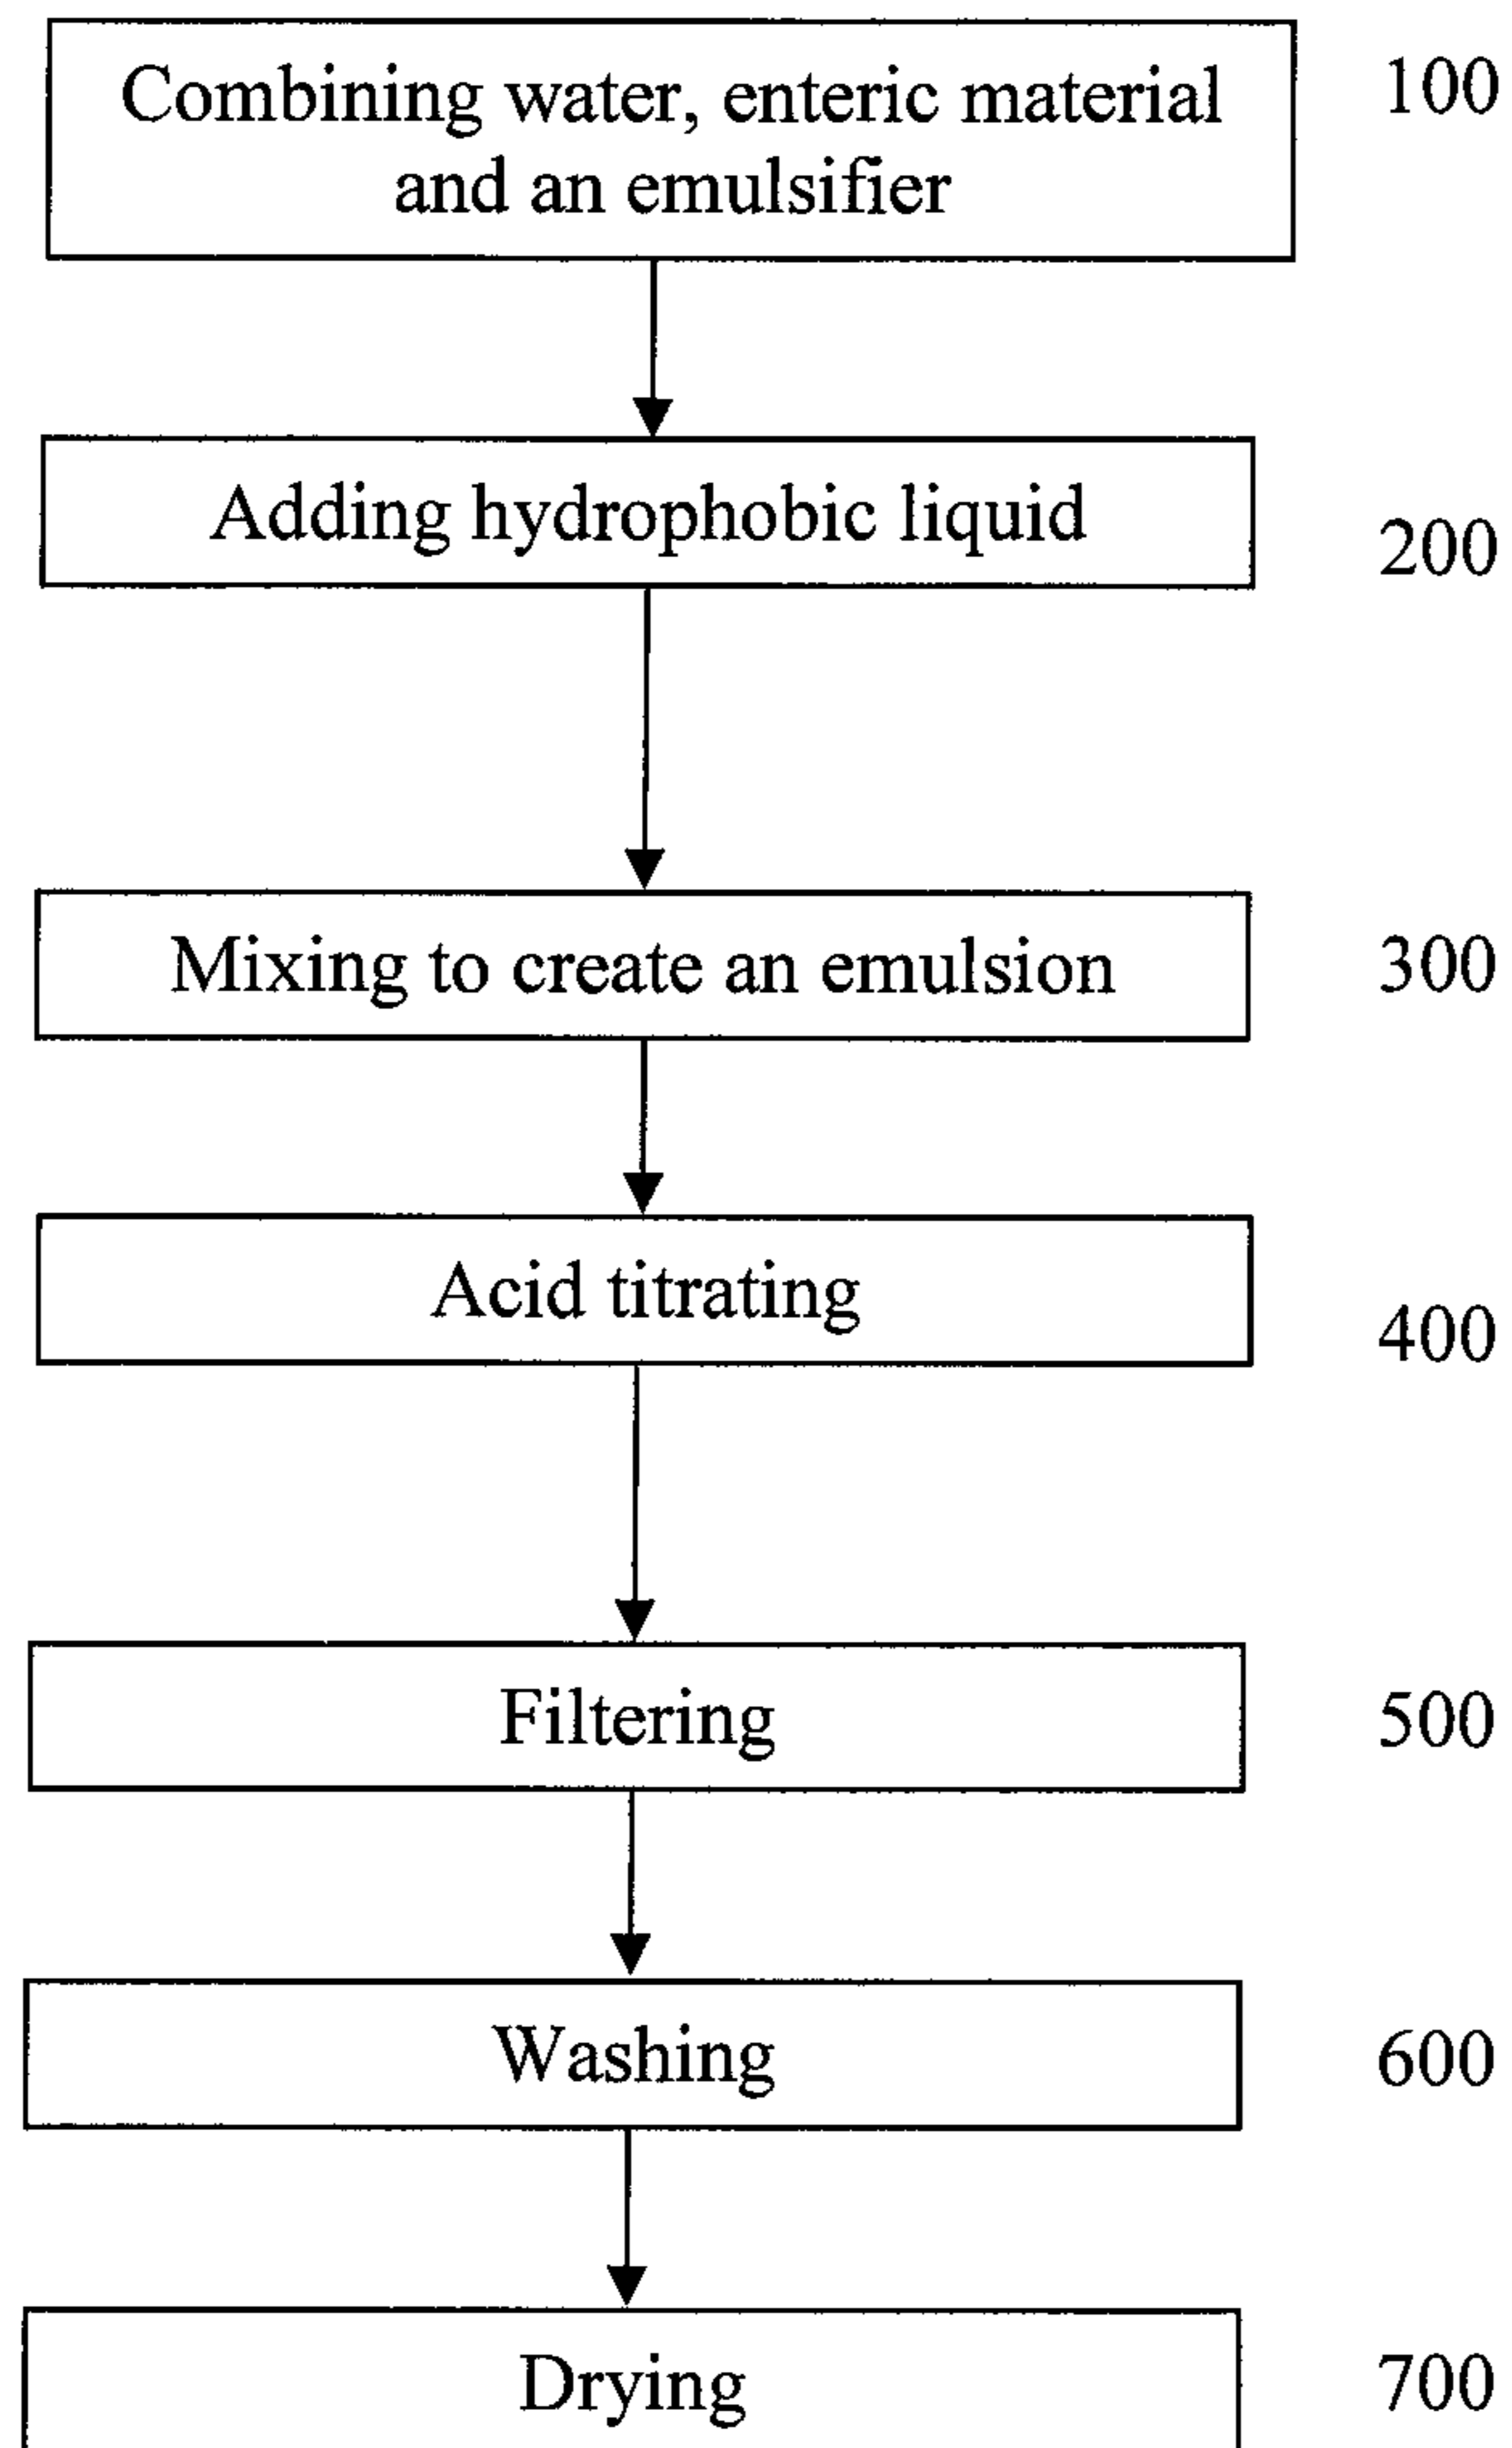 Combining water, enteric material 100
and an emulsifier
Adding hydrophobic liquid 200
Mixing to create an emulsion 300
Acid titrating 400
Filtering 500
Washing 600
Drying 700